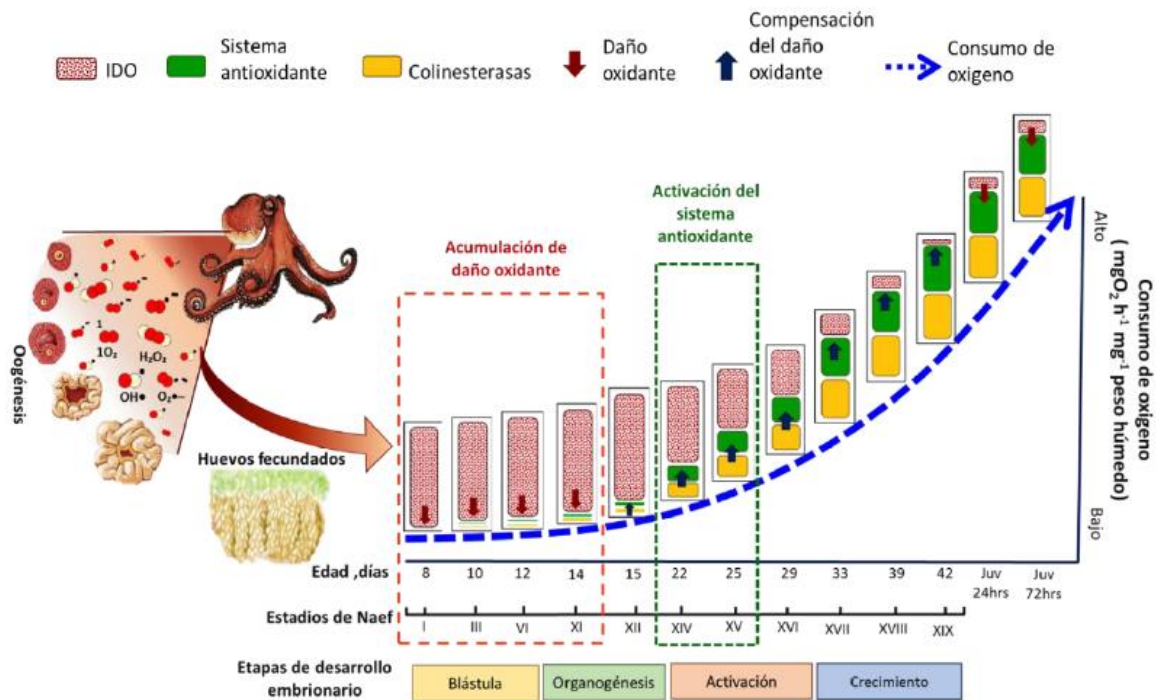 IDO
Sistema
antioxidante
Colinesterasas
Daño
oxidante
Compensación
del daño
oxidante
Consumo de
oxigeno
Activación del
sistema
antioxidante
Acumulación de
daño oxidante
Oogénesis
1
1O₂
H₂O₂
OH●
O₂●—
Huevos fecundados
Alto
Bajo
Consumo de oxigeno
( mgO₂ h⁻¹ mg⁻¹ peso húmedo)
Edad ,días 8 10 12 14 15 22 25 29 33 39 42 Juv 24hrs Juv 72hrs
Estadios de Naef I III VI XI XII XIV XV XVI XVII XVIII XIX
Etapas de desarrollo
embrionario
Blástula Organogénesis Activación Crecimiento